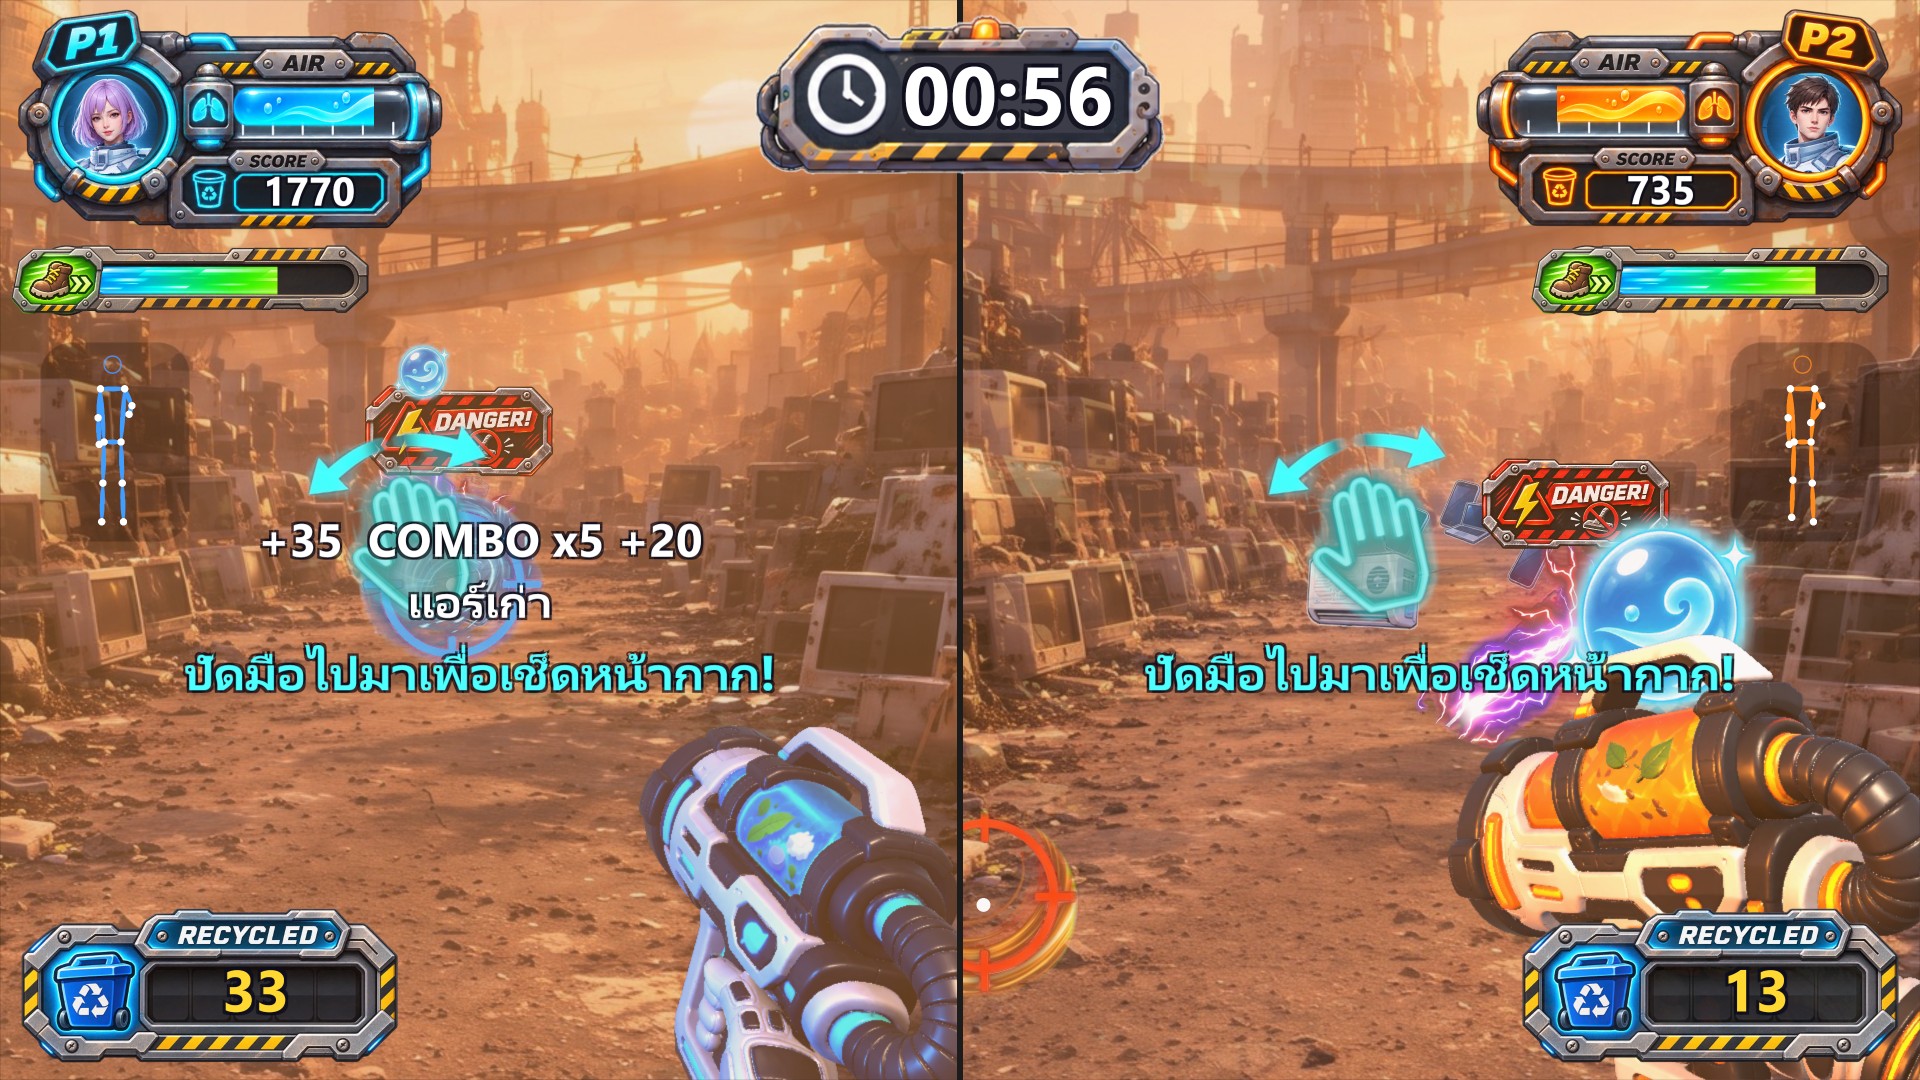 P1
AIR
SCORE
1770
00:56
P2
AIR
SCORE
735
DANGER!
+35 COMBO x5 +20
แอร์เก่า
ปัดมือไปมาเพื่อเช็ดหน้ากาก!
DANGER!
ปัดมือไปมาเพื่อเช็ดหน้ากาก!
RECYCLED
33
RECYCLED
13